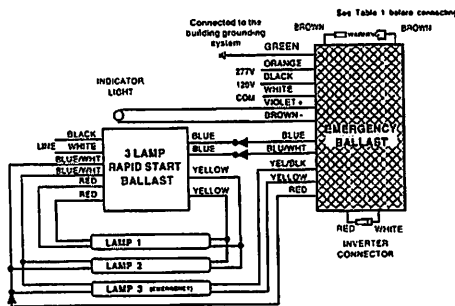 See Table 1 before connecting
Connected to the
building grounding
system
BROWN
BROWN
GREEN
ORANGE
277V
BLACK
120V
WHITE
COM
VIOLET +
BROWN -
INDICATOR
LIGHT
EMERGENCY
BALLAST
BLACK
LINE
WHITE
BLUE/WHT
BLUE/WHT
RED
RED
3 LAMP
RAPID START
BALLAST
BLUE
BLUE
BLUE
BLU/WHT
YELLOW
YELLOW
YEL/BLK
YELLOW
RED
LAMP 1
LAMP 2
LAMP 3 (EMERGENCY)
RED
WHITE
INVERTER
CONNECTOR